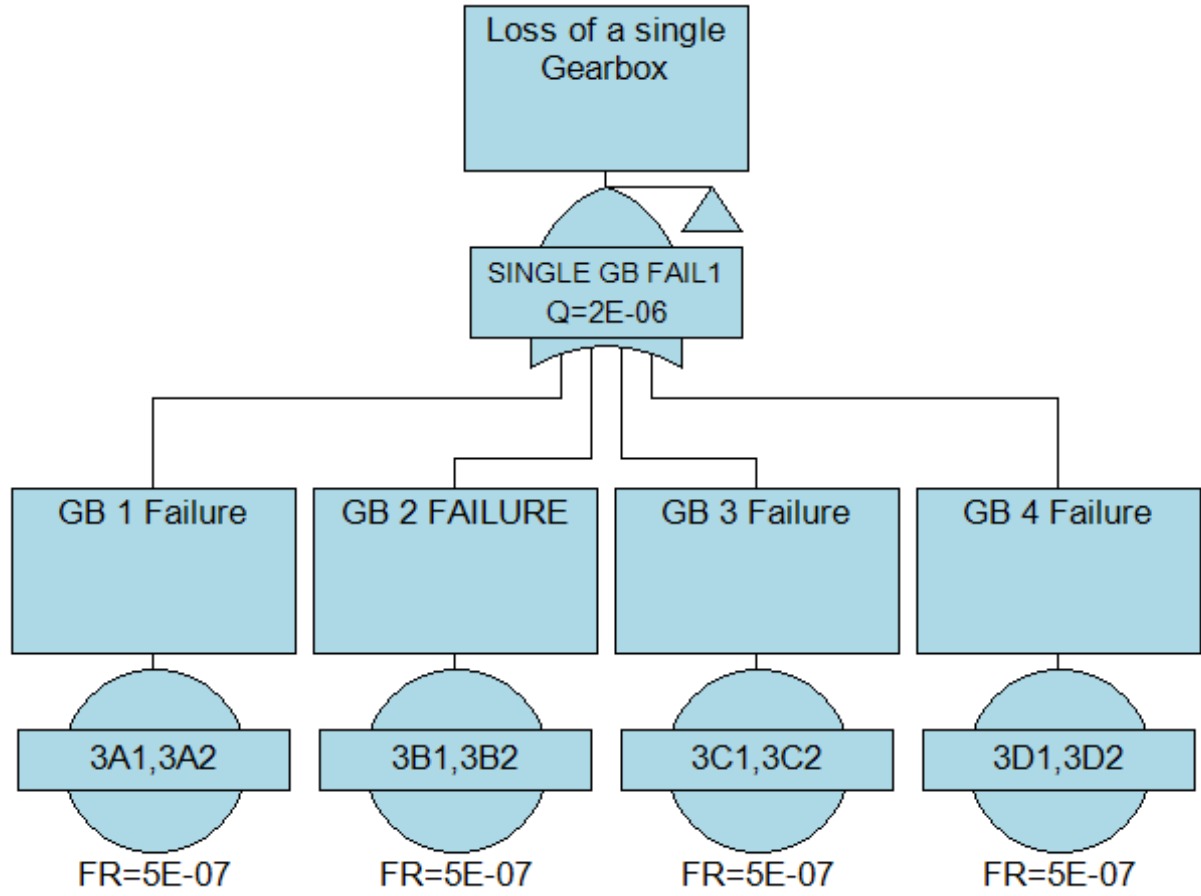 Loss of a single
Gearbox
SINGLE GB FAIL1
Q=2E-06
GB 1 Failure
GB 2 FAILURE
GB 3 Failure
GB 4 Failure
3A1,3A2
3B1,3B2
3C1,3C2
3D1,3D2
FR=5E-07
FR=5E-07
FR=5E-07
FR=5E-07